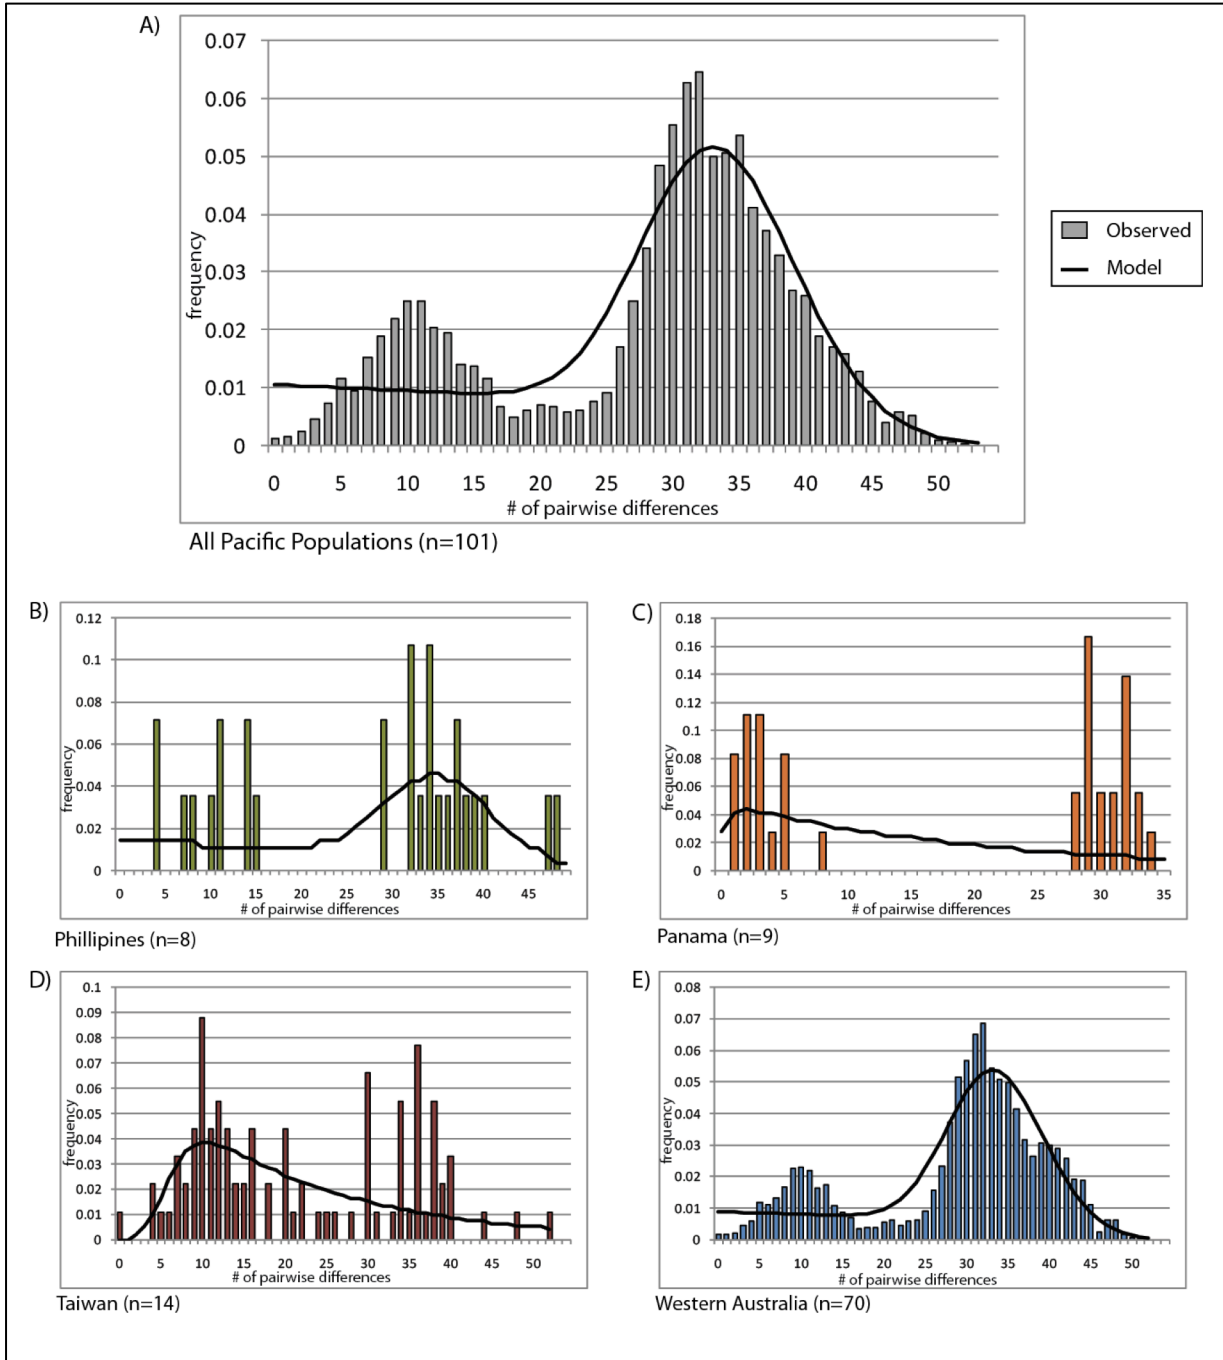 A)
0.07
0.06
0.05
0.04
0.03
0.02
0.01
0
frequency
0 5 10 15 20 25 30 35 40 45 50
# of pairwise differences
All Pacific Populations (n=101)
Observed
Model
B)
0.12
0.1
0.08
0.06
0.04
0.02
0
frequency
0 5 10 15 20 25 30 35 40 45
# of pairwise differences
Phillipines (n=8)
C)
0.18
0.16
0.14
0.12
0.1
0.08
0.06
0.04
0.02
0
frequency
0 5 10 15 20 25 30 35
# of pairwise differences
Panama (n=9)
D)
0.1
0.09
0.08
0.07
0.06
0.05
0.04
0.03
0.02
0.01
0
frequency
0 5 10 15 20 25 30 35 40 45 50
# of pairwise differences
Taiwan (n=14)
E)
0.08
0.07
0.06
0.05
0.04
0.03
0.02
0.01
0
frequency
0 5 10 15 20 25 30 35 40 45 50
# of pairwise differences
Western Australia (n=70)